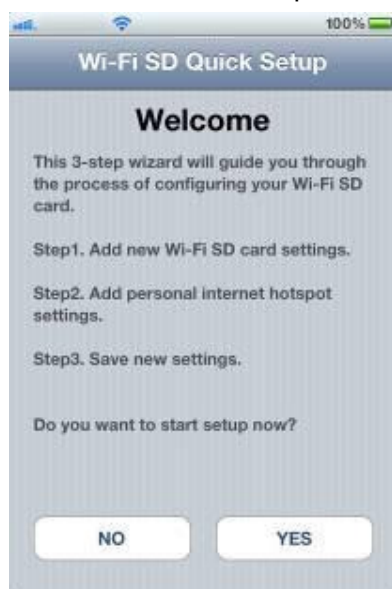 100%
Wi-Fi SD Quick Setup
Welcome
This 3-step wizard will guide you through
the process of configuring your Wi-Fi SD
card.
Step1. Add new Wi-Fi SD card settings.
Step2. Add personal internet hotspot
settings.
Step3. Save new settings.
Do you want to start setup now?
NO YES